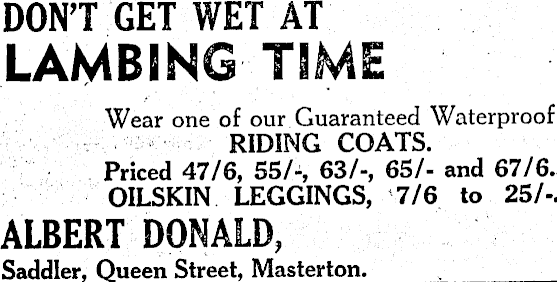 DON'T GET WET AT
LAMBING TIME
Wear one of our Guaranteed Waterproof
RIDING COATS.
Priced 47/6, 55/-, 63/-, 65/- and 67/6.
OILSKIN LEGGINGS, 7/6 to 25/-.
ALBERT DONALD,
Saddler, Queen Street, Masterton.